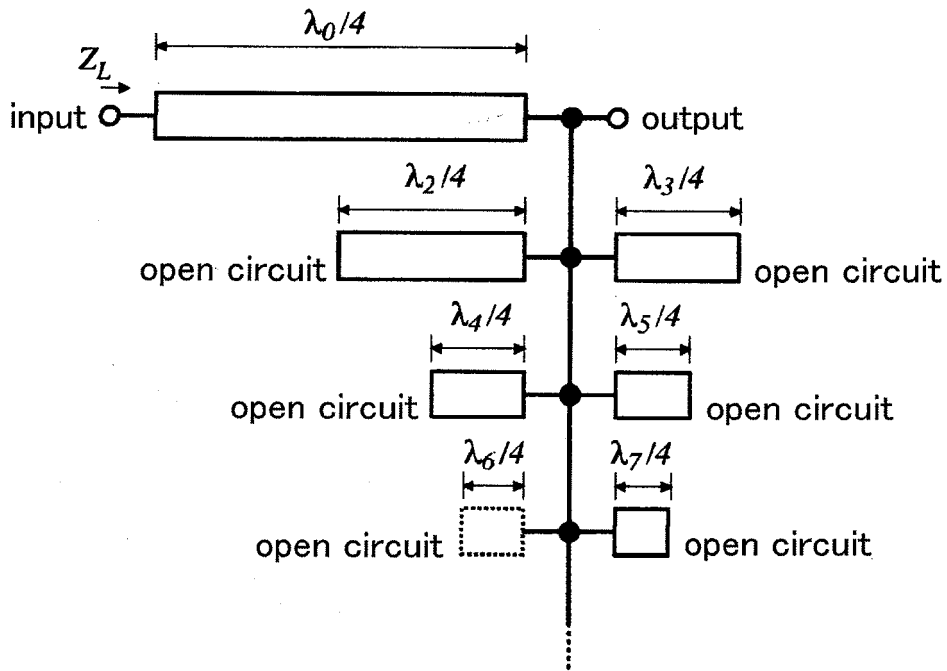 λ0/4
ZL
input
output
λ2/4
λ3/4
open circuit
open circuit
λ4/4
λ5/4
open circuit
open circuit
λ6/4
λ7/4
open circuit
open circuit